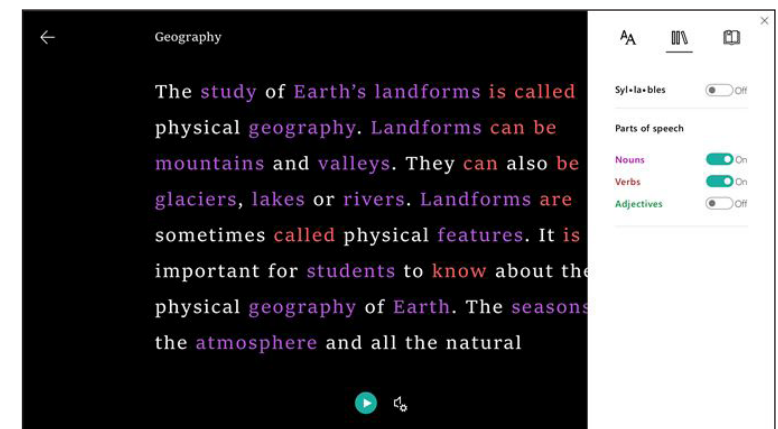 Geography
The study of Earth's landforms is called
physical geography. Landforms can be
mountains and valleys. They can also be
glaciers, lakes or rivers. Landforms are
sometimes called physical features. It is
important for students to know about the
physical geography of Earth. The seasons
the atmosphere and all the natural
AA
Syl•la•bles Off
Parts of speech
Nouns On
Verbs On
Adjectives Off